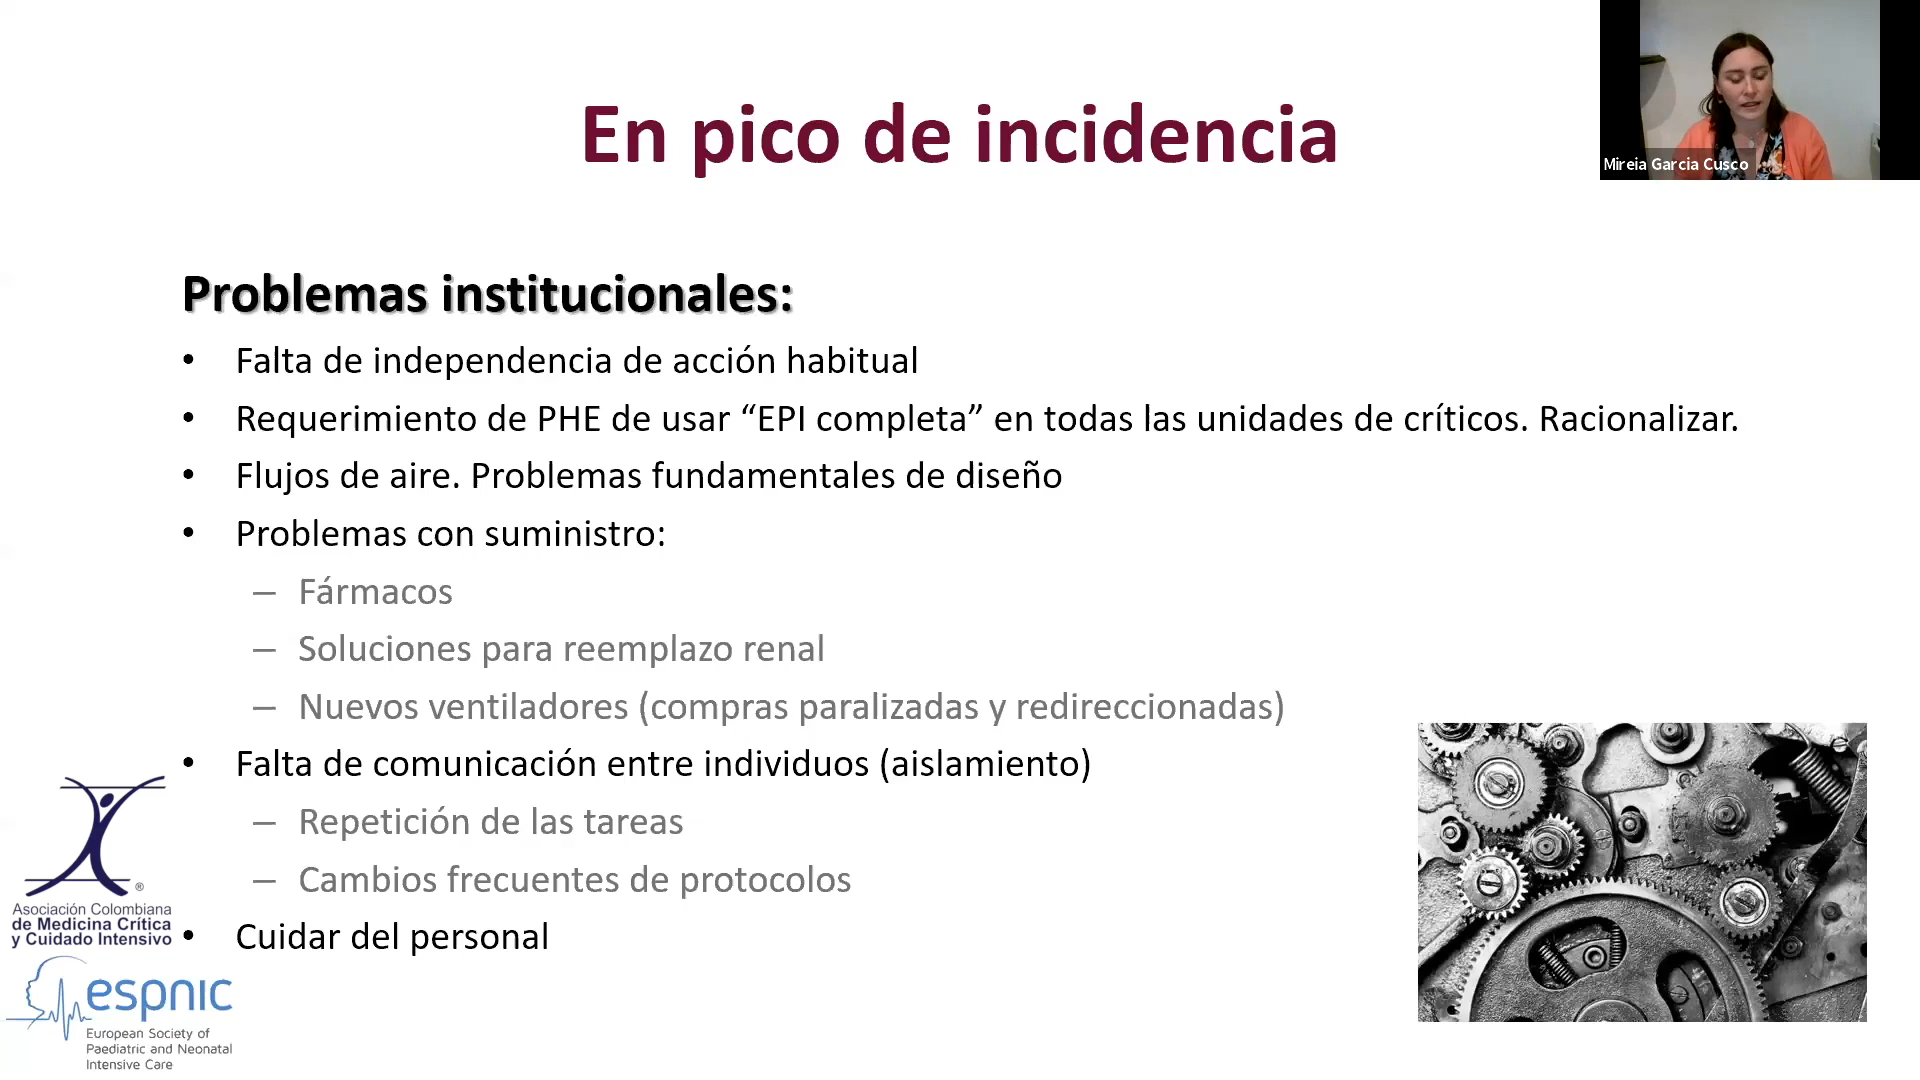 En pico de incidencia
Mireia Garcia Cusco
Problemas institucionales:
• Falta de independencia de acción habitual
• Requerimiento de PHE de usar “EPI completa” en todas las unidades de críticos. Racionalizar.
• Flujos de aire. Problemas fundamentales de diseño
• Problemas con suministro:
– Fármacos
– Soluciones para reemplazo renal
– Nuevos ventiladores (compras paralizadas y redireccionadas)
• Falta de comunicación entre individuos (aislamiento)
– Repetición de las tareas
– Cambios frecuentes de protocolos
• Cuidar del personal
®
Asociación Colombiana
de Medicina Crítica
y Cuidado Intensivo
espnic
European Society of
Paediatric and Neonatal
Intensive Care